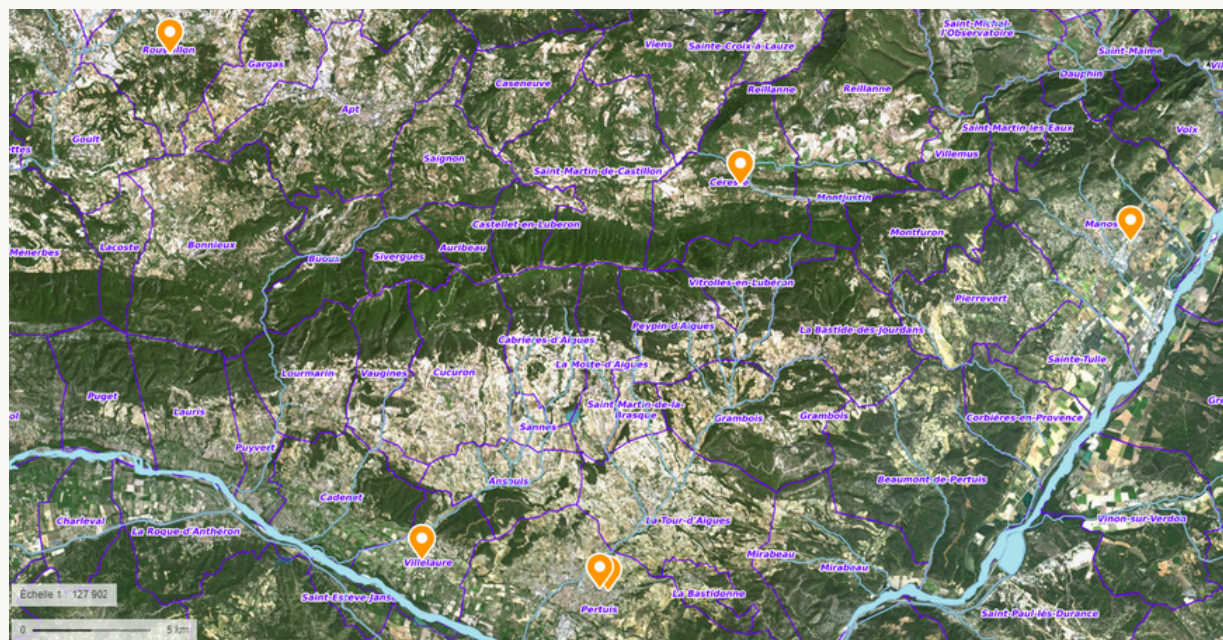 Saint-Michel-
l'Observatoire
Viens
Sainte-Croix-à-Lauze
Saint-Maime
Gargas
Dauphin
Caseneuve
Reillanne
Reillanne
Apt
Saint-Martin-les-Eaux
Volx
Goult
Saignon
Villemus
Saint-Martin-de-Castillon
Montjustin
Castellet-en-Luberon
Montfuron
Ménerbes
Lacoste
Bonnieux
Auribeau
Buoux
Sivergues
Vitrolles-en-Luberon
Pierrevert
Peypin-d'Aigues
La Bastide-des-Jourdans
Cabrières-d'Aigues
Sainte-Tulle
La Motte-d'Aigues
Lourmarin
Vaugines
Cucuron
Puget
Lauris
Saint-Martin-de-la-
Brasque
Grambois
Grambois
Corbières-en-Provence
Sannes
Puyvert
Ansouis
Beaumont-de-Pertuis
Cadenet
Charleval
La Roque-d'Anthéron
La Tour-d'Aigues
Vinon-sur-Verdon
Mirabeau
Mirabeau
Villelaure
La Bastidonne
Échelle 1 : 127 902
Pertuis
Saint-Paul-lès-Durance
0 5 km